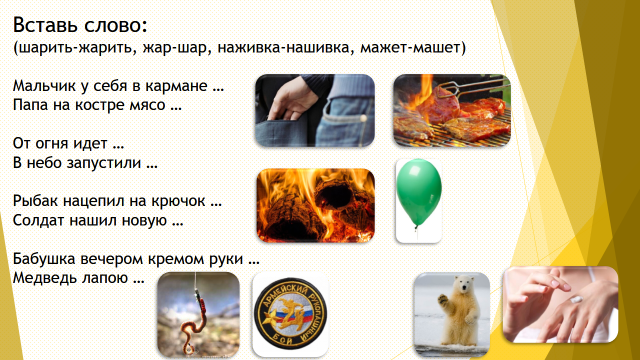 Вставь слово:
(шарить-жарить, жар-шар, наживка-нашивка, мажет-машет)
Мальчик у себя в кармане …
Папа на костре мясо …
От огня идет …
В небо запустили …
Рыбак нацепил на крючок …
Солдат нашил новую …
Бабушка вечером кремом руки …
Медведь лапою …
АРМЕЙСКИЙ РУКОПАШНЫЙ
БОЙ